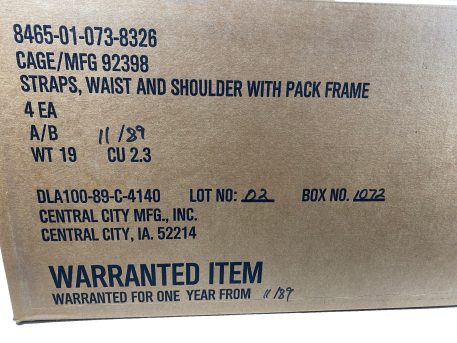 8465-01-073-8326
CAGE/MFG 92398
STRAPS, WAIST AND SHOULDER WITH PACK FRAME
4 EA
A/B 11/89
WT 19 CU 2.3
DLA100-89-C-4140 LOT NO: 02 BOX NO. 1072
CENTRAL CITY MFG., INC.
CENTRAL CITY, IA. 52214
WARRANTED ITEM
WARRANTED FOR ONE YEAR FROM 11/89